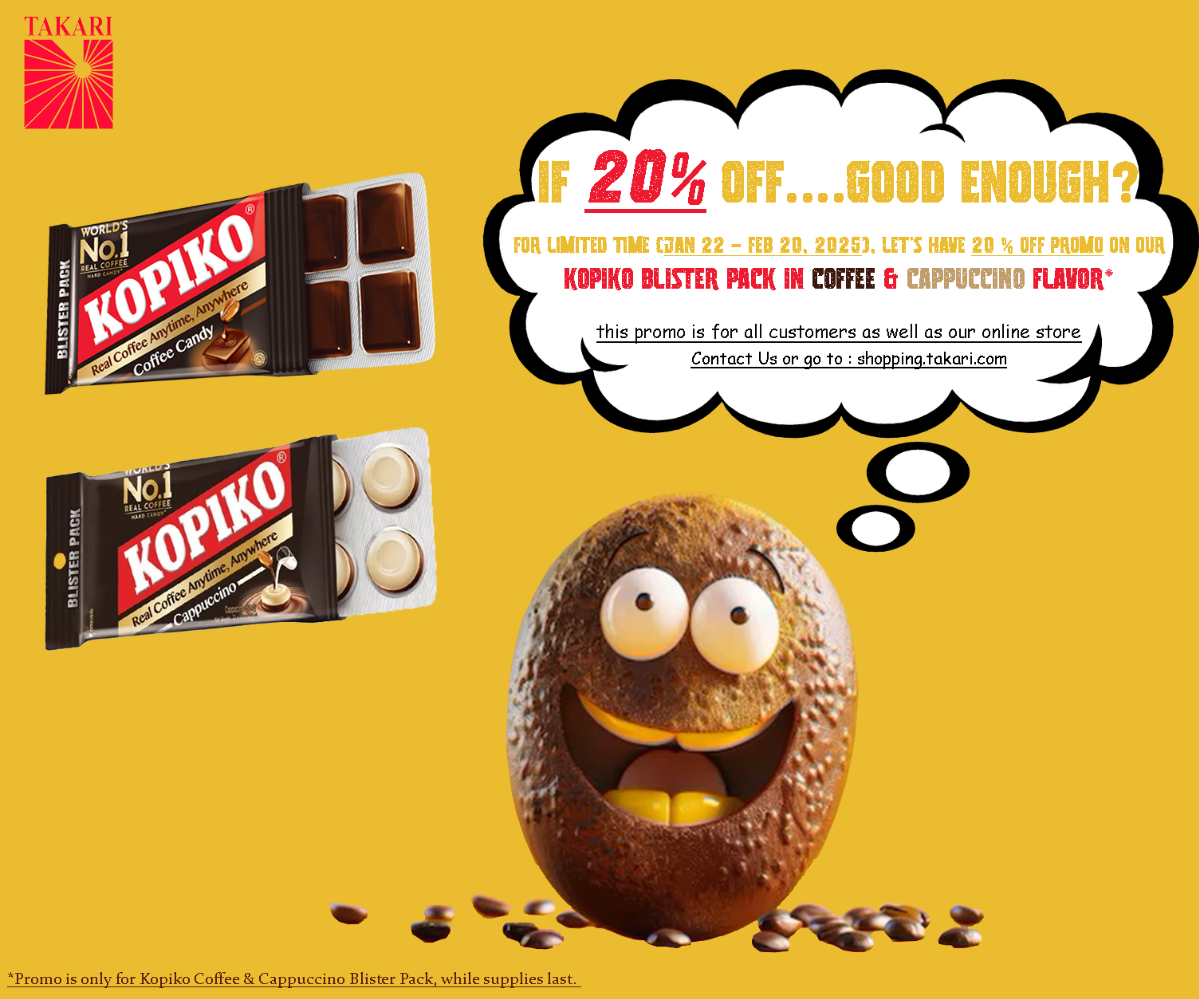 TAKARI
IF 20% OFF....GOOD ENOUGH?
FOR LIMITED TIME (JAN 22 - FEB 20, 2025), LET'S HAVE 20 % OFF PROMO ON OUR
KOPIKO BLISTER PACK IN COFFEE & CAPPUCCINO FLAVOR*
this promo is for all customers as well as our online store
Contact Us or go to : shopping.takari.com
BLISTER PACK
WORLD'S
No.1
REAL COFFEE
HARD CANDY*
KOPIKO®
Real Coffee Anytime, Anywhere
Coffee Candy
BLISTER PACK
WORLD'S
No.1
REAL COFFEE
HARD CANDY*
KOPIKO®
Real Coffee Anytime, Anywhere
Cappuccino
*Promo is only for Kopiko Coffee & Cappuccino Blister Pack, while supplies last.